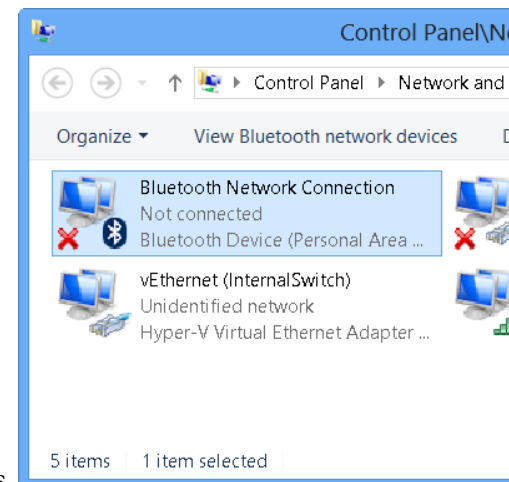 Control Panel\N
Control Panel Network and
Organize View Bluetooth network devices
Bluetooth Network Connection
Not connected
Bluetooth Device (Personal Area ...
vEthernet (InternalSwitch)
Unidentified network
Hyper-V Virtual Ethernet Adapter ...
5 items 1 item selected